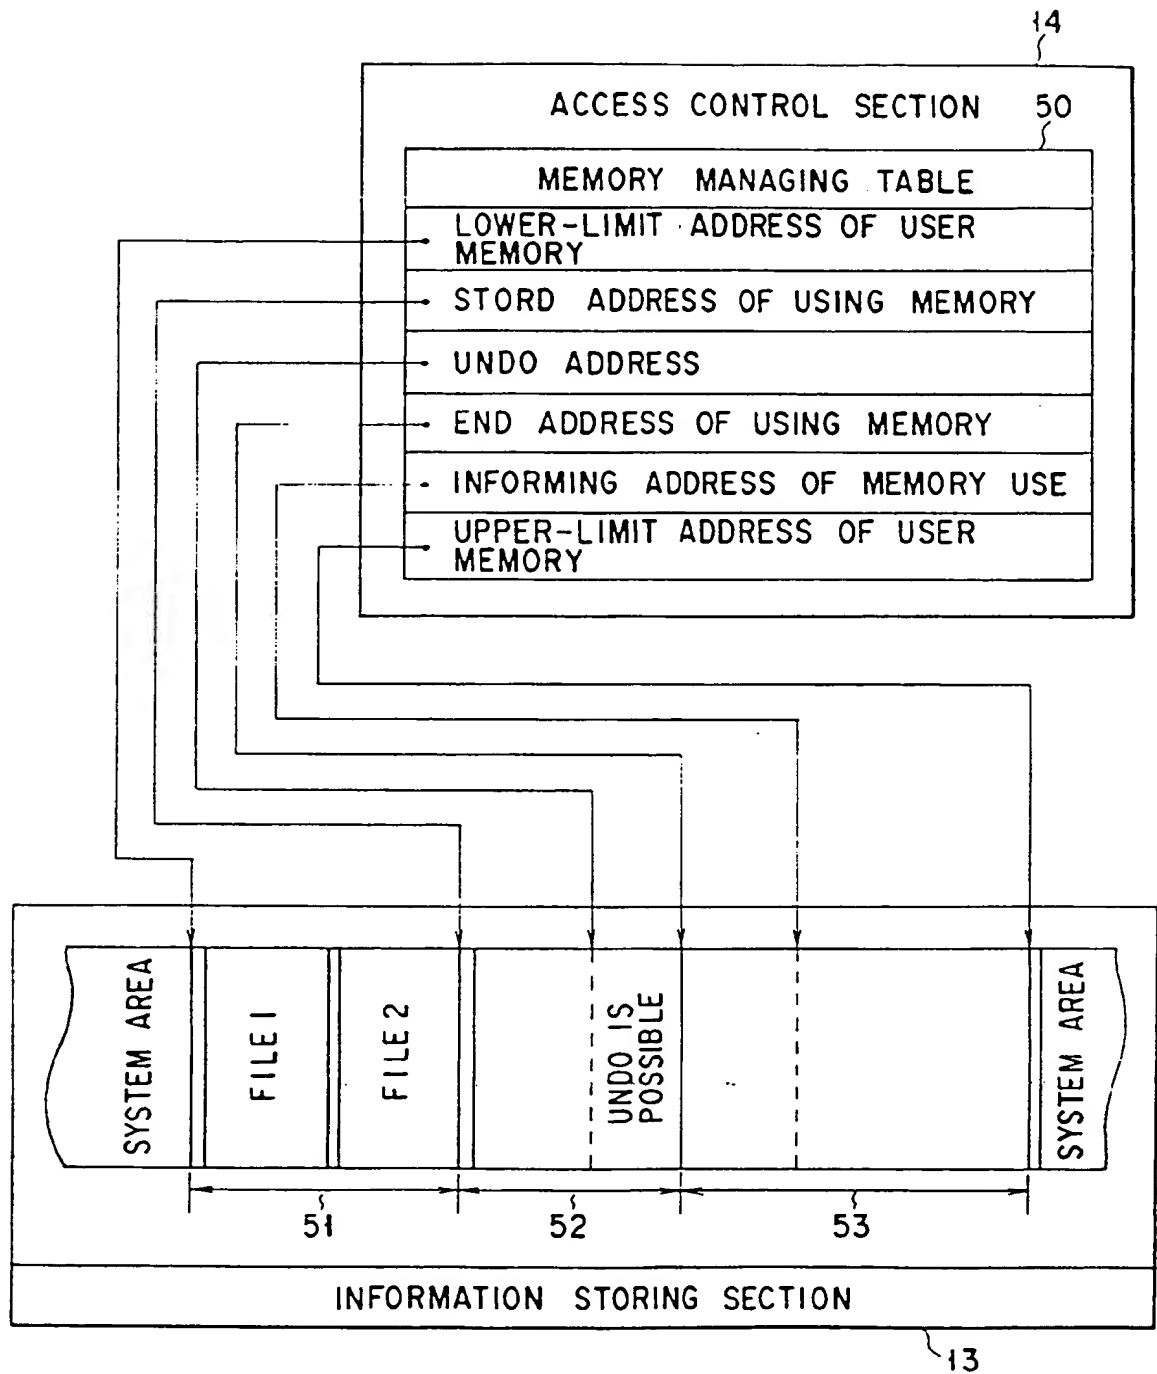 14
ACCESS CONTROL SECTION 50
MEMORY MANAGING TABLE
LOWER-LIMIT ADDRESS OF USER
MEMORY
STORD ADDRESS OF USING MEMORY
UNDO ADDRESS
END ADDRESS OF USING MEMORY
INFORMING ADDRESS OF MEMORY USE
UPPER-LIMIT ADDRESS OF USER
MEMORY
SYSTEM AREA
FILE 1
FILE 2
UNDO IS
POSSIBLE
SYSTEM AREA
51
52
53
INFORMATION STORING SECTION
13